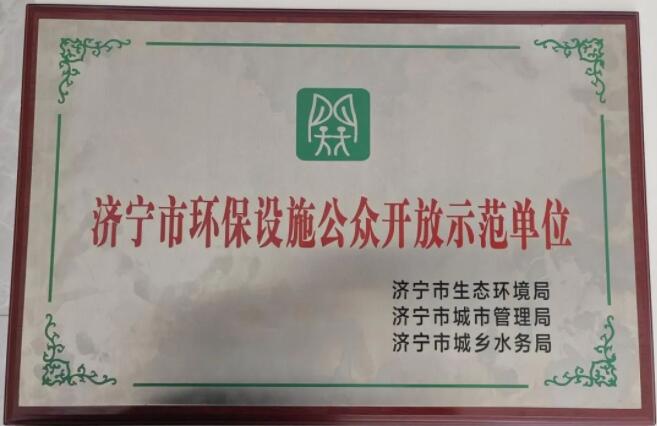 济宁市环保设施公众开放示范单位
济宁市生态环境局
济宁市城市管理局
济宁市城乡水务局